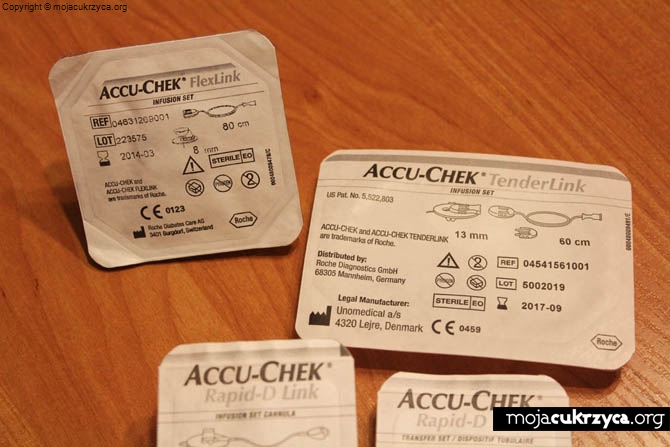 Copyright © mojacukrzyca.org
ACCU-CHEK® FlexLink
INFUSION SET
REF 04631269001
LOT 223575
60 cm
2014-03
8 mm
STERILE EO
2
ACCU-CHEK and
ACCU-CHEK FLEXLINK
are trademarks of Roche.
CE 0123
Roche Diabetes Care AG
3401 Burgdorf, Switzerland
Roche
ACCU-CHEK® TenderLink
INFUSION SET
US Pat. No. 5,522,803
ACCU-CHEK and ACCU-CHEK TENDERLINK
are trademarks of Roche.
13 mm
60 cm
Distributed by:
Roche Diagnostics GmbH
68305 Mannheim, Germany
REF 04541561001
2
LOT 5002019
Legal Manufacturer:
Unomedical a/s
4320 Lejre, Denmark
STERILE EO
2017-09
CE 0459
Roche
ACCU-CHEK®
Rapid-D Link
INFUSION SET CANNULA
ACCU-CHEK
Rapid-D
TRANSFER SET / DISPOSITIF TUBULAIRE
mojacukrzyca.org